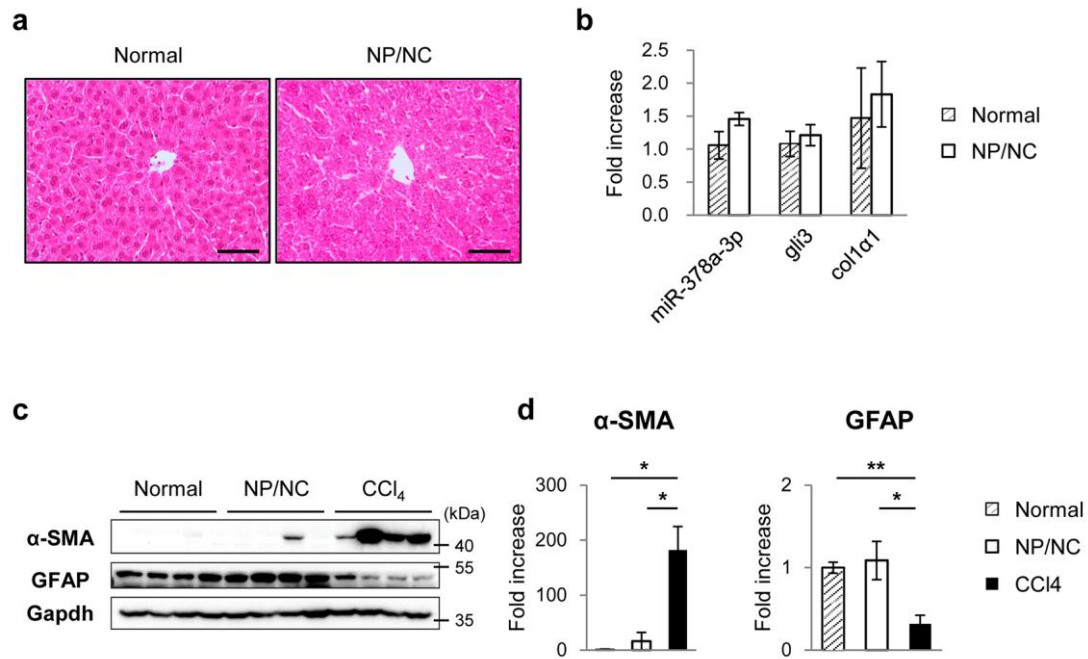 a
Normal NP/NC
b
Fold increase
2.5
2.0
1.5
1.0
0.5
0.0
miR-378a-3p gli3 col1α1
Normal
NP/NC
c
Normal NP/NC CCl₄
(kDa)
α-SMA
40
GFAP
55
Gapdh
35
d
α-SMA
* 
*
Fold increase
300
200
100
0
GFAP
**
*
Fold increase
2
1
0
Normal
NP/NC
CCl4